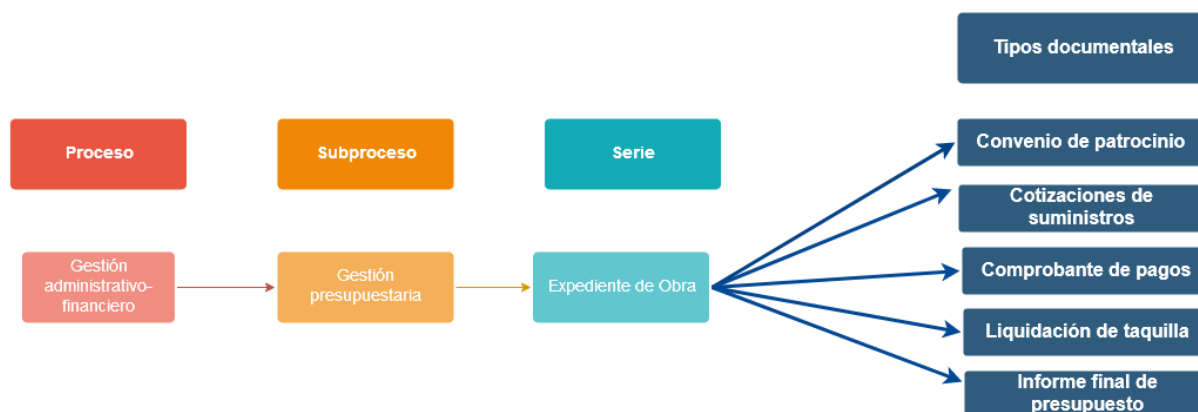 Tipos documentales
Proceso
Subproceso
Serie
Convenio de patrocinio
Cotizaciones de
suministros
Gestión
administrativo-
financiero
Gestión
presupuestaria
Expediente de Obra
Comprobante de pagos
Liquidación de taquilla
Informe final de
presupuesto